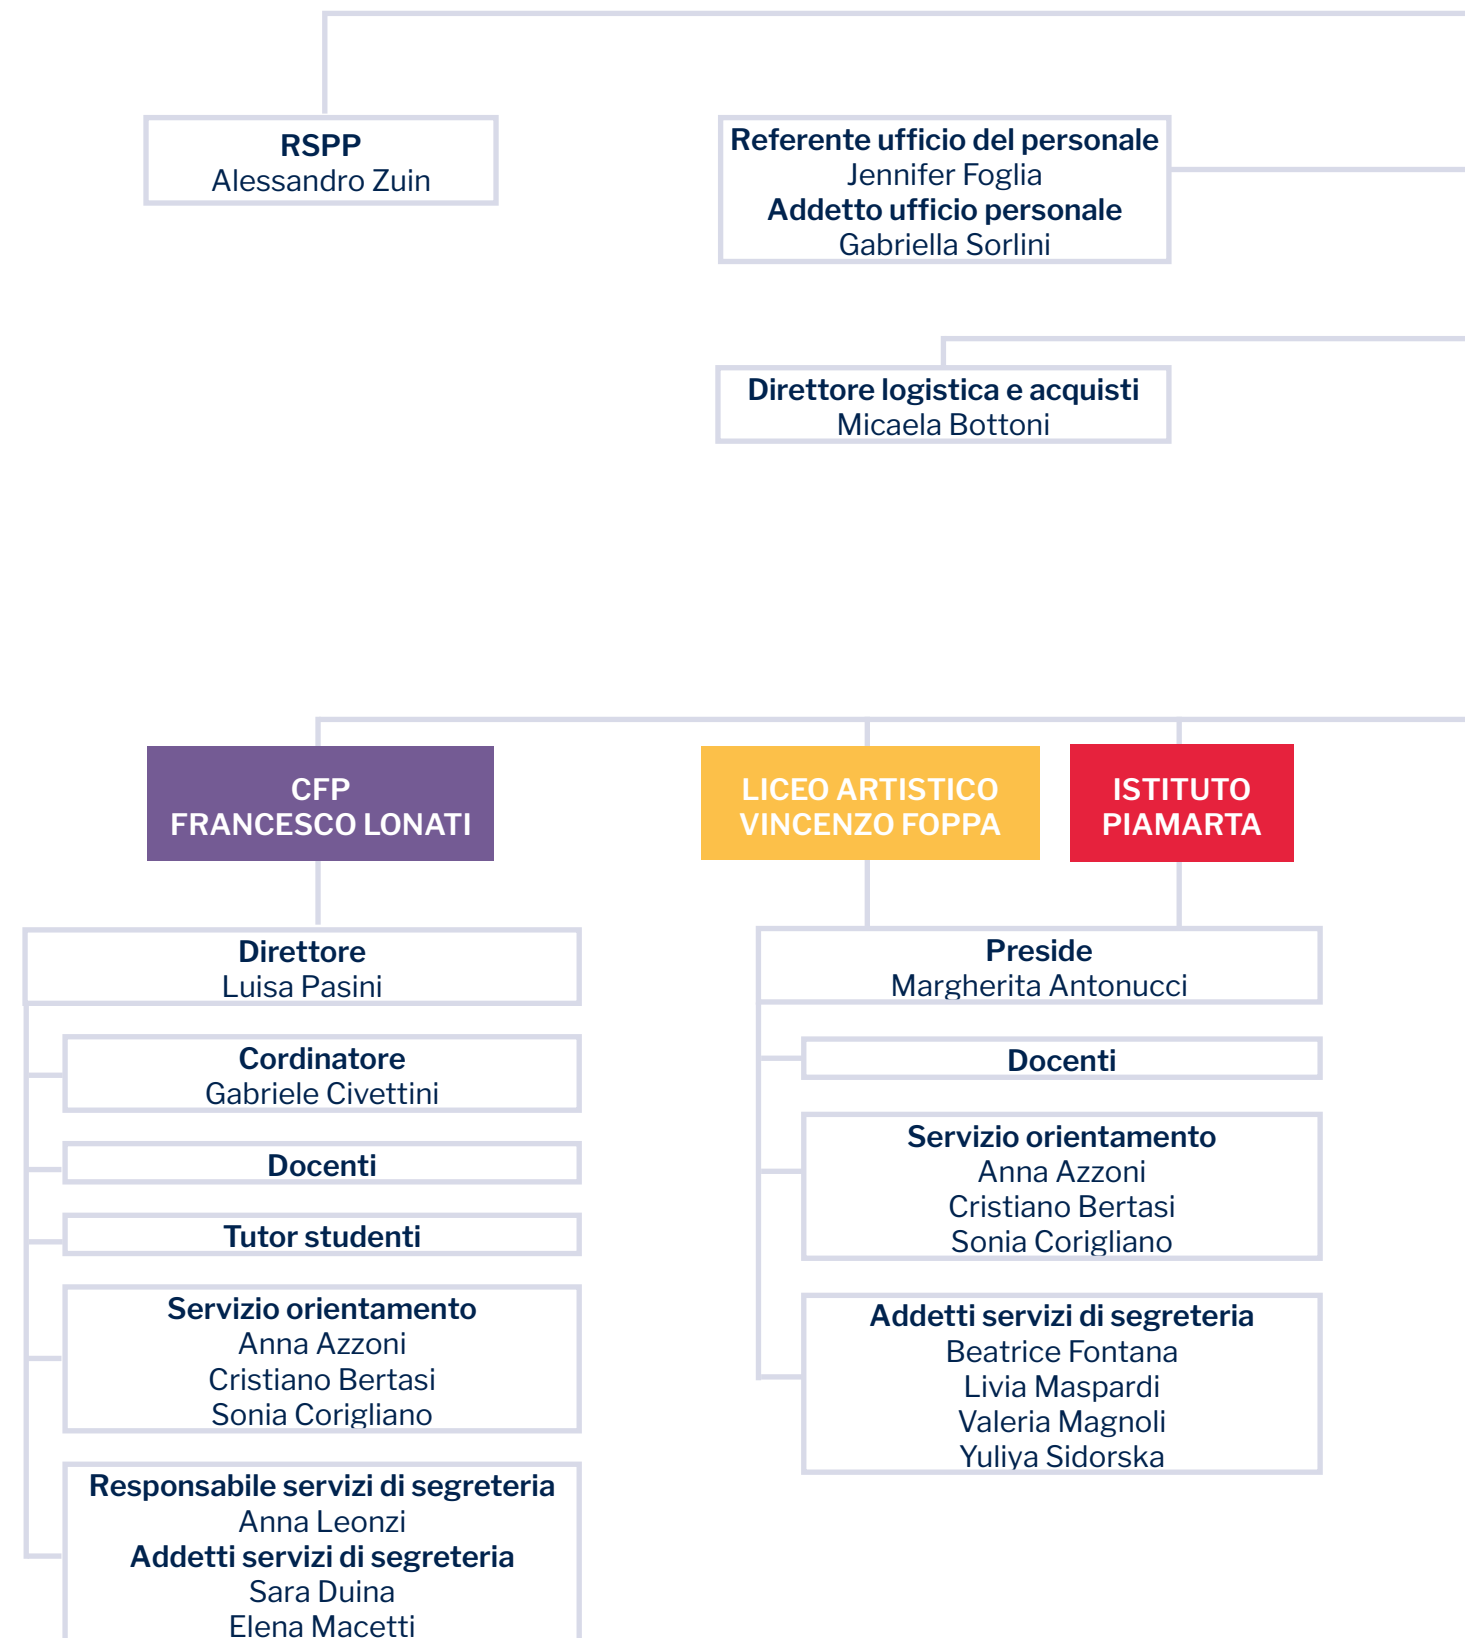 RSPP
Alessandro Zuin
Referente ufficio del personale
Jennifer Foglia
Addetto ufficio personale
Gabriella Sorlini
Direttore logistica e acquisti
Micaela Bottoni
CFP
FRANCESCO LONATI
LICEO ARTISTICO
VINCENZO FOPPA
ISTITUTO
PIAMARTA
Direttore
Luisa Pasini
Cordinatore
Gabriele Civettini
Docenti
Tutor studenti
Servizio orientamento
Anna Azzoni
Cristiano Bertasi
Sonia Corigliano
Responsabile servizi di segreteria
Anna Leonzi
Addetti servizi di segreteria
Sara Duina
Elena Macetti
Preside
Margherita Antonucci
Docenti
Servizio orientamento
Anna Azzoni
Cristiano Bertasi
Sonia Corigliano
Addetti servizi di segreteria
Beatrice Fontana
Livia Maspardi
Valeria Magnoli
Yuliya Sidorska